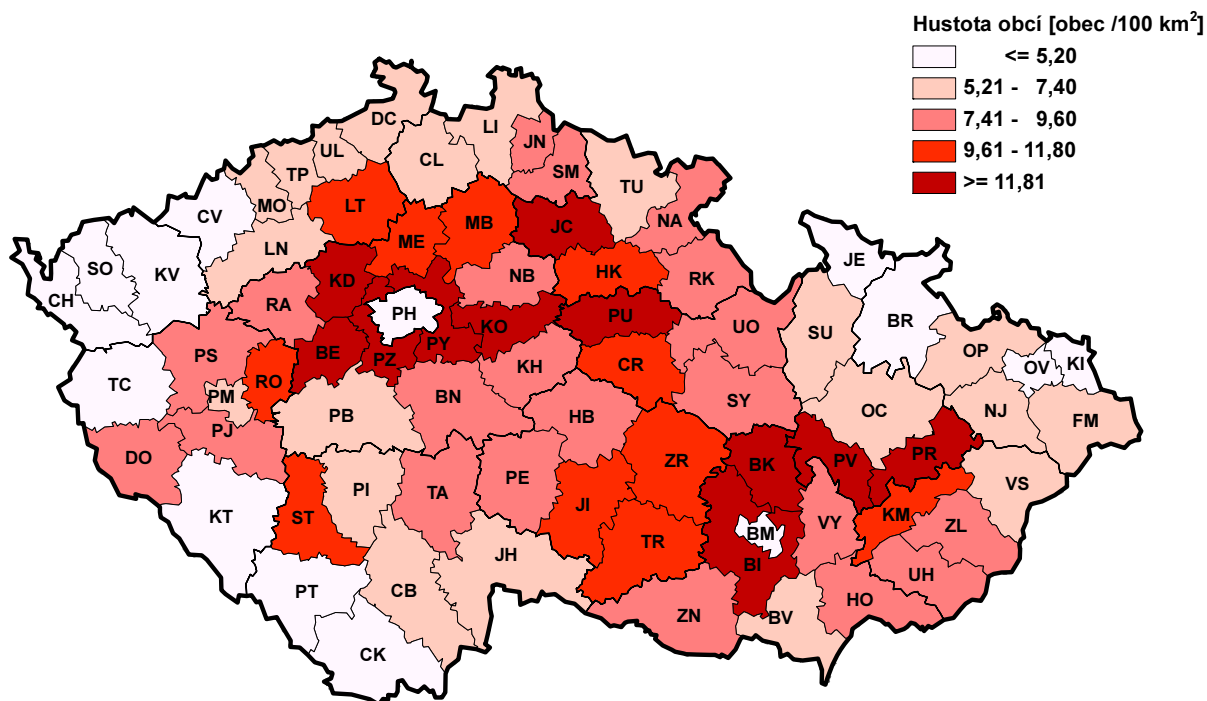 Hustota obcí [obec /100 km²]
<= 5,20
5,21 - 7,40
7,41 - 9,60
9,61 - 11,80
>= 11,81
DC
LI
UL
JN
CL
TP
SM
TU
MO
CV
LT
NA
MB
JC
ME
LN
SO
KV
JE
HK
NB
RK
KD
CH
RA
PH
PU
KO
BR
UO
SU
PY
OP
BE
PZ
PS
OV
KI
KH
CR
RO
TC
PM
BN
SY
OC
NJ
PB
HB
FM
PJ
DO
PR
ZR
BK
PV
PE
VS
PI
TA
JI
KT
ST
KM
VY
ZL
BM
TR
JH
BI
UH
PT
CB
HO
ZN
BV
CK